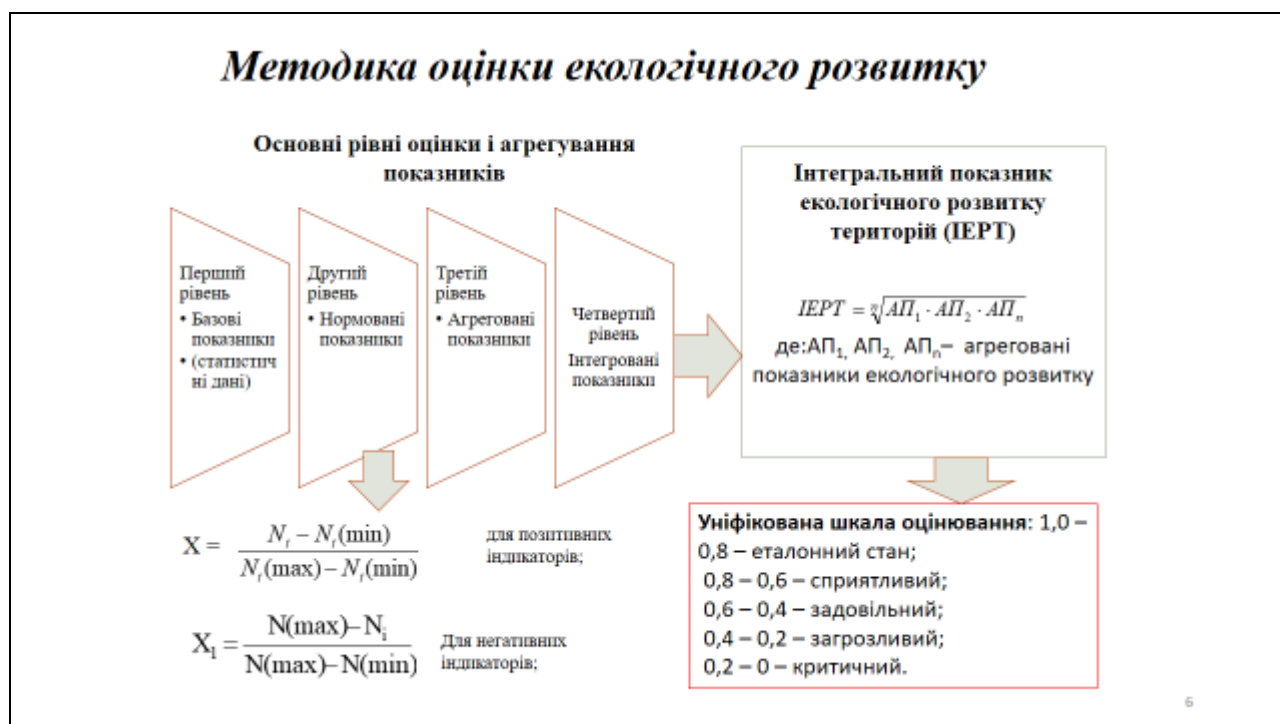 Методика оцінки екологічного розвитку
Основні рівні оцінки і агрегування
показників
Перший
рівень
• Базові
показники
• (статистич
ні дані)
Другий
рівень
• Нормовані
показники
Третій
рівень
• Агреговані
показники
Четвертий
рівень
Інтегровані
показники
Інтегральний показник
екологічного розвитку
територій (ІЕРТ)
IEPT = ⁿ√(АП₁ · АП₂ · АПₙ)
де:АП₁, АП₂, АПₙ– агреговані
показники екологічного розвитку
X = (Nᵢ – Nᵢ(min)) / (Nᵢ(max) – Nᵢ(min))
для позитивних
індикаторів;
X₁ = (N(max)–Nᵢ) / (N(max)–N(min))
Для негативних
індикаторів;
Уніфікована шкала оцінювання: 1,0 –
0,8 – еталонний стан;
0,8 – 0,6 – сприятливий;
0,6 – 0,4 – задовільний;
0,4 – 0,2 – загрозливий;
0,2 – 0 – критичний.
6